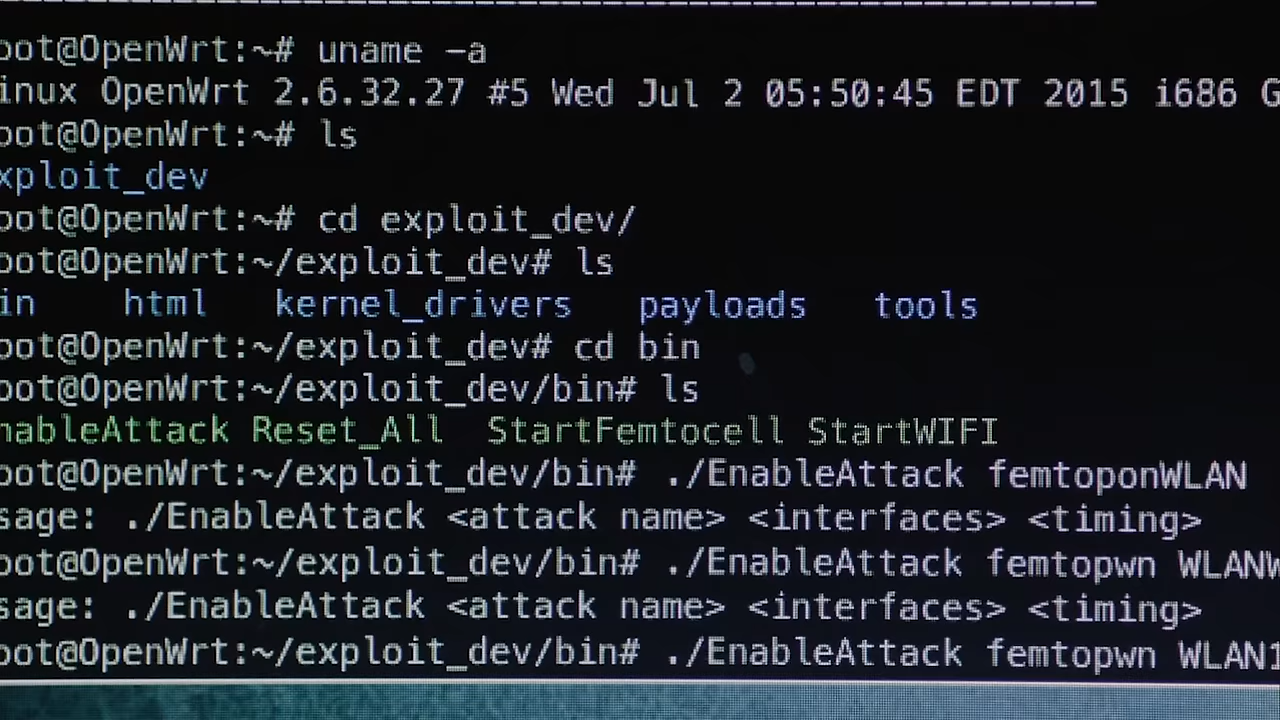 oot@OpenWrt:~# uname -a
inux OpenWrt 2.6.32.27 #5 Wed Jul 2 05:50:45 EDT 2015 i686 G
oot@OpenWrt:~# ls
xploit_dev
oot@OpenWrt:~# cd exploit_dev/
oot@OpenWrt:~/exploit_dev# ls
in html kernel_drivers payloads tools
oot@OpenWrt:~/exploit_dev# cd bin
oot@OpenWrt:~/exploit_dev/bin# ls
nableAttack Reset_All StartFemtocell StartWIFI
oot@OpenWrt:~/exploit_dev/bin# ./EnableAttack femtoponWLAN
sage: ./EnableAttack <attack name> <interfaces> <timing>
oot@OpenWrt:~/exploit_dev/bin# ./EnableAttack femtopwn WLANW
sage: ./EnableAttack <attack name> <interfaces> <timing>
oot@OpenWrt:~/exploit_dev/bin# ./EnableAttack femtopwn WLAN1